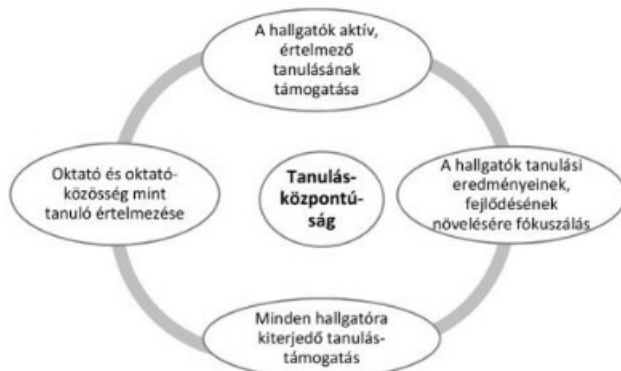 A hallgatók aktív,
értelmező
tanulásának
támogatása
Oktató és oktató-
közösség mint
tanuló értelmezése
Tanulás-
központú-
ság
A hallgatók tanulási
eredményeinek,
fejlődésének
növelésére fókuszálás
Minden hallgatóra
kiterjedő tanulás-
támogatás